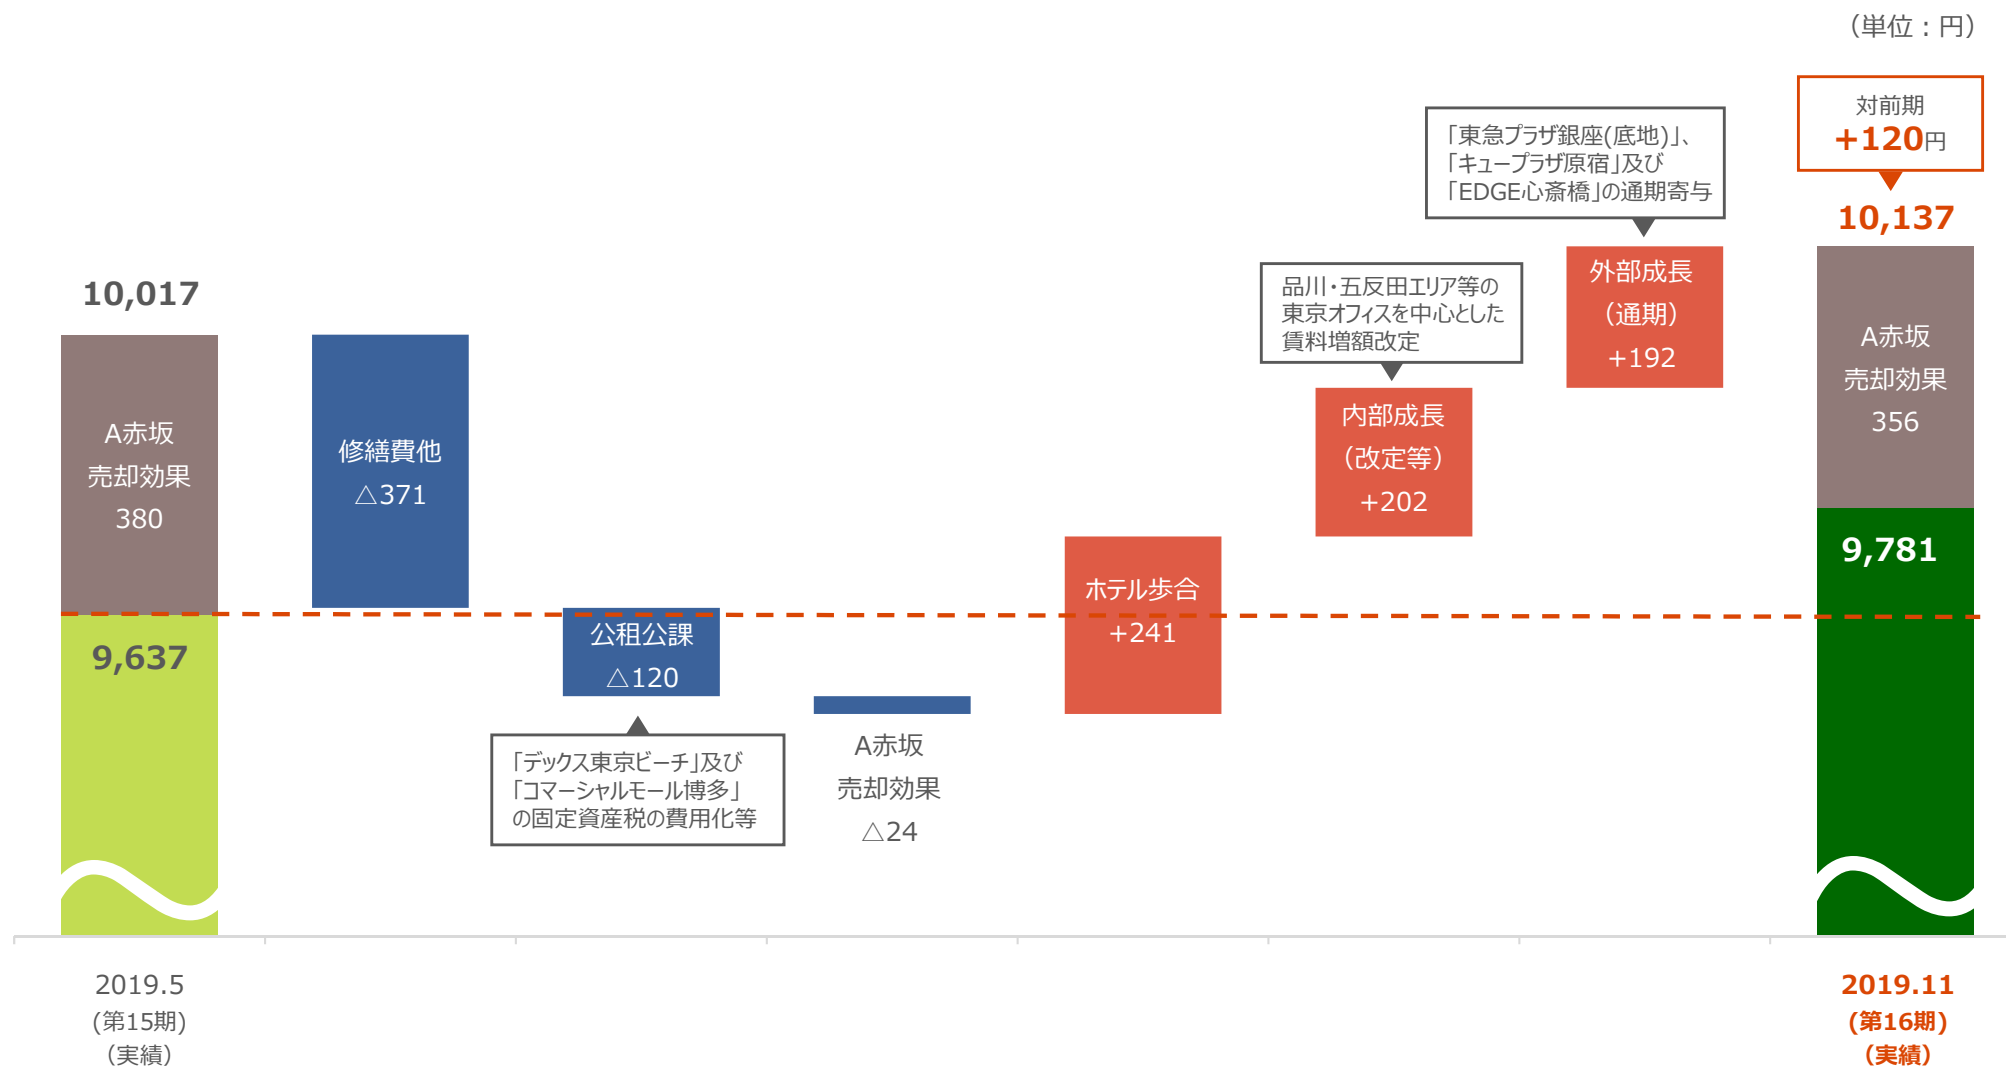 （単位：円）
10,017
A赤坂
売却効果
380
9,637
修繕費他
△371
公租公課
△120
「デックス東京ビーチ」及び
「コマーシャルモール博多」
の固定資産税の費用化等
A赤坂
売却効果
△24
ホテル歩合
+241
品川・五反田エリア等の
東京オフィスを中心とした
賃料増額改定
内部成長
（改定等）
+202
「東急プラザ銀座(底地)」、
「キュープラザ原宿」及び
「EDGE心斎橋」の通期寄与
外部成長
（通期）
+192
対前期
+120円
10,137
A赤坂
売却効果
356
9,781
2019.5
(第15期)
（実績）
2019.11
(第16期)
（実績）